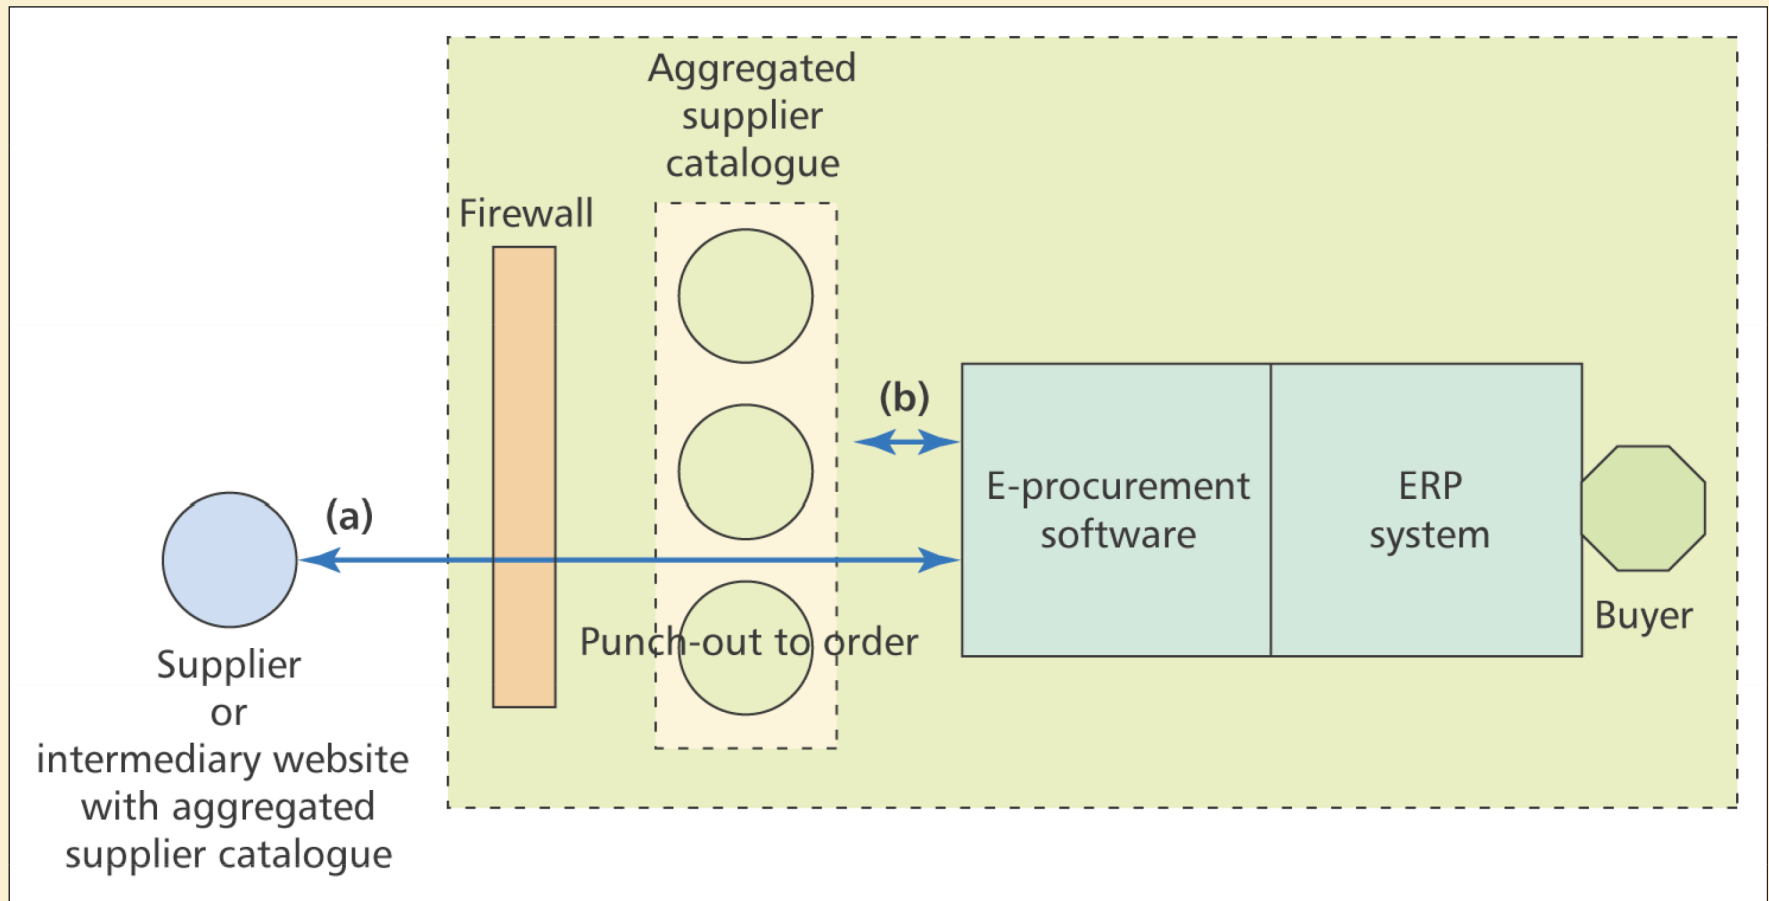 Aggregated
supplier
catalogue
Firewall
(b)
(a)
E-procurement
software
ERP
system
Buyer
Punch-out to order
Supplier
or
intermediary website
with aggregated
supplier catalogue